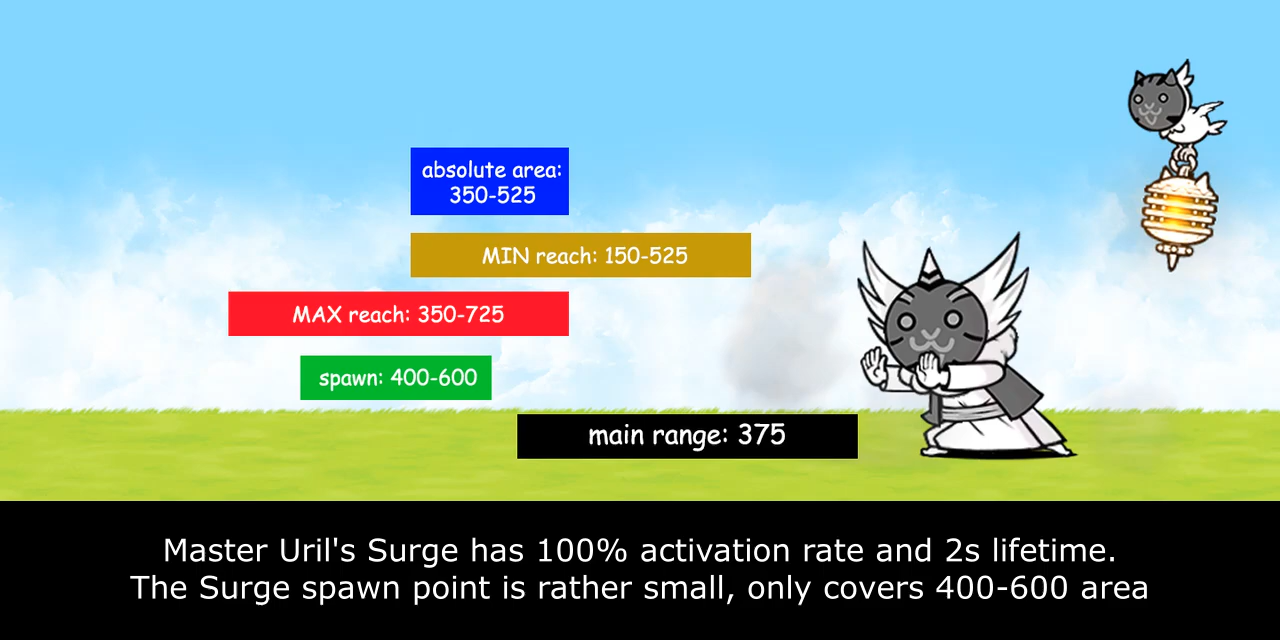 absolute area:
350-525
MIN reach: 150-525
MAX reach: 350-725
spawn: 400-600
main range: 375
Master Uril's Surge has 100% activation rate and 2s lifetime.
The Surge spawn point is rather small, only covers 400-600 area